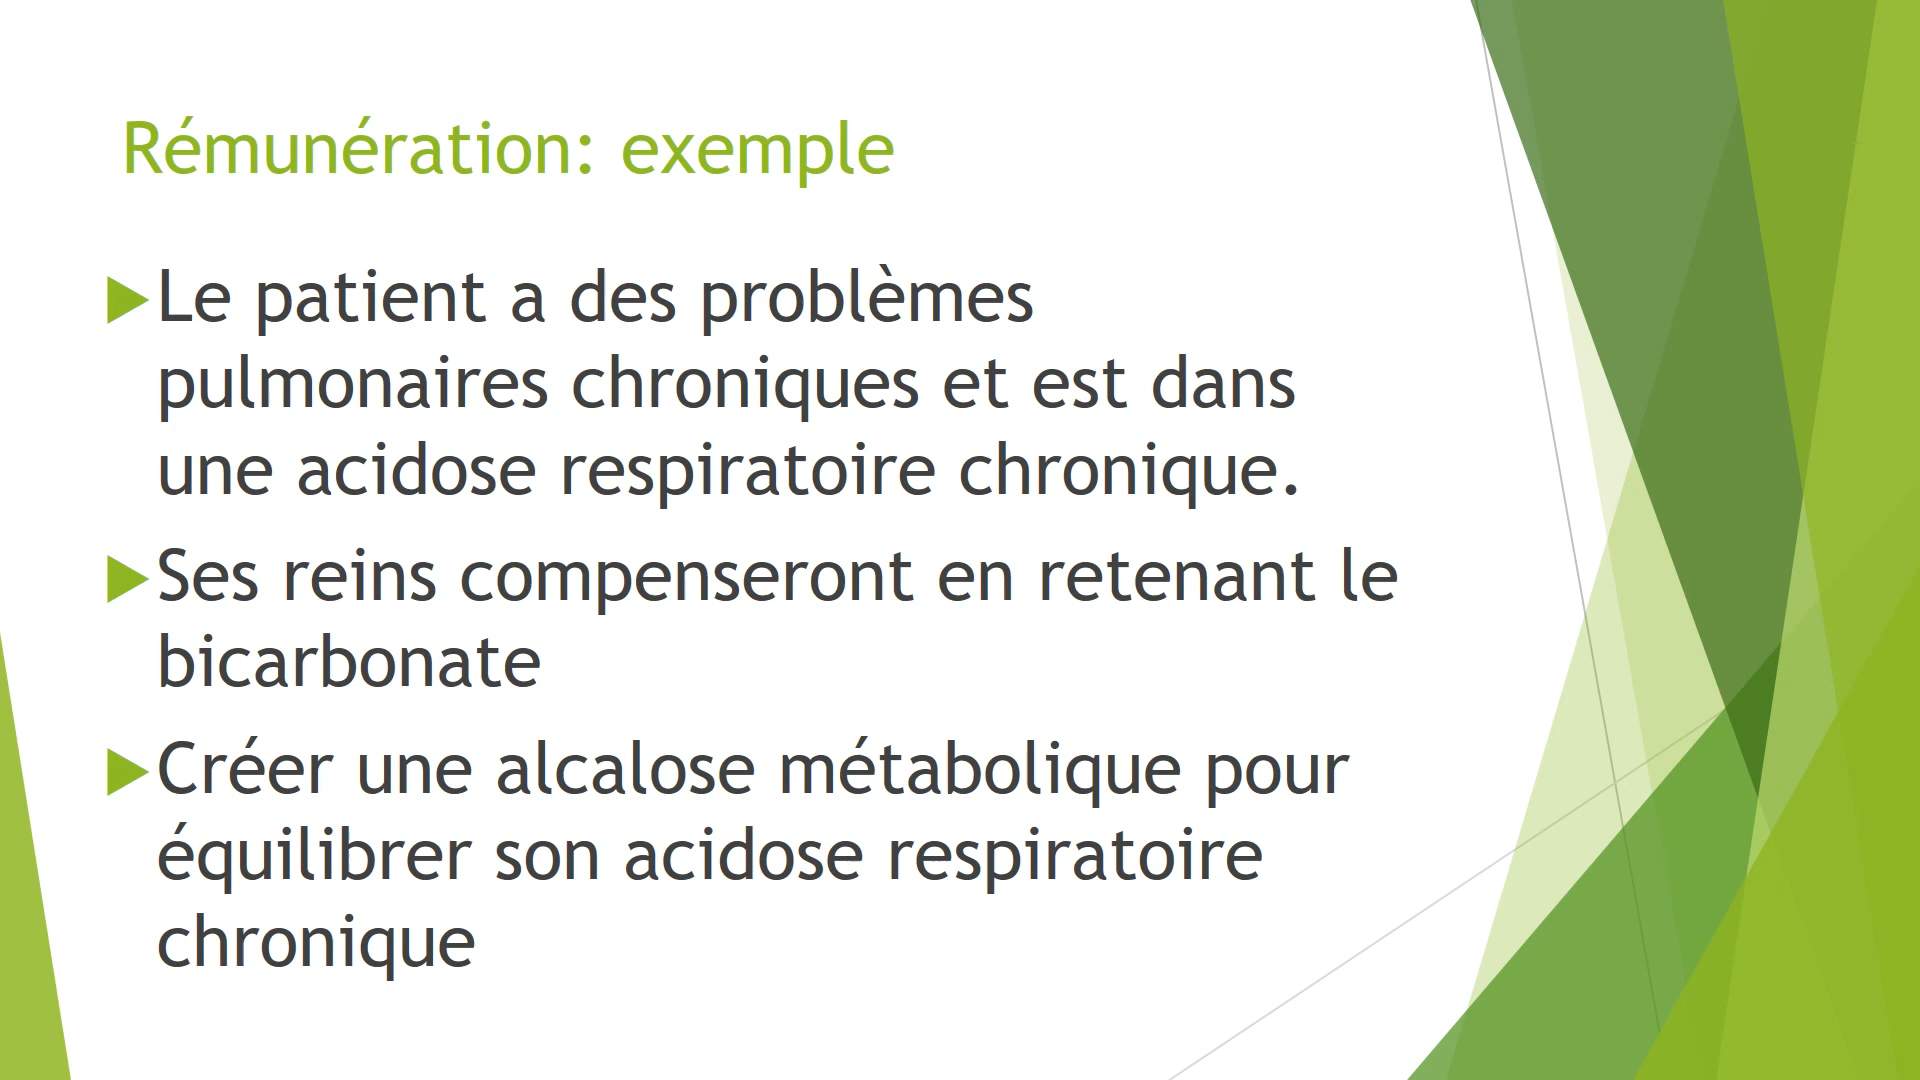 Rémunération: exemple
Le patient a des problèmes
pulmonaires chroniques et est dans
une acidose respiratoire chronique.
Ses reins compenseront en retenant le
bicarbonate
Créer une alcalose métabolique pour
équilibrer son acidose respiratoire
chronique